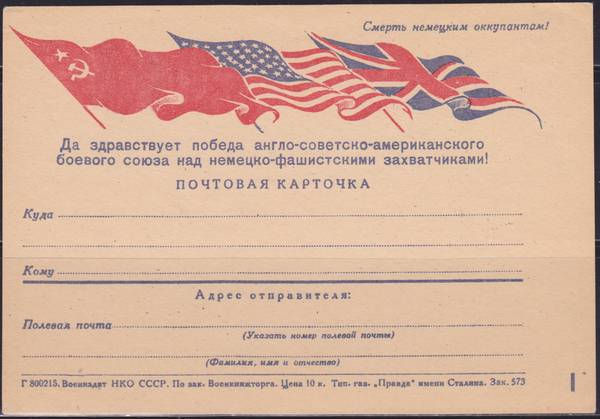 Смерть немецким оккупантам!
Да здравствует победа англо-советско-американского
боевого союза над немецко-фашистскими захватчиками!
ПОЧТОВАЯ КАРТОЧКА
Куда
Кому
Адрес отправителя:
Полевая почта
(Указать номер полевой почты)
(Фамилия, имя и отчество)
Г 800215. Воениздат НКО СССР. По зак. Военкнижторга. Цена 10 к. Тип. газ. „Правда" имени Сталина. Зак. 573